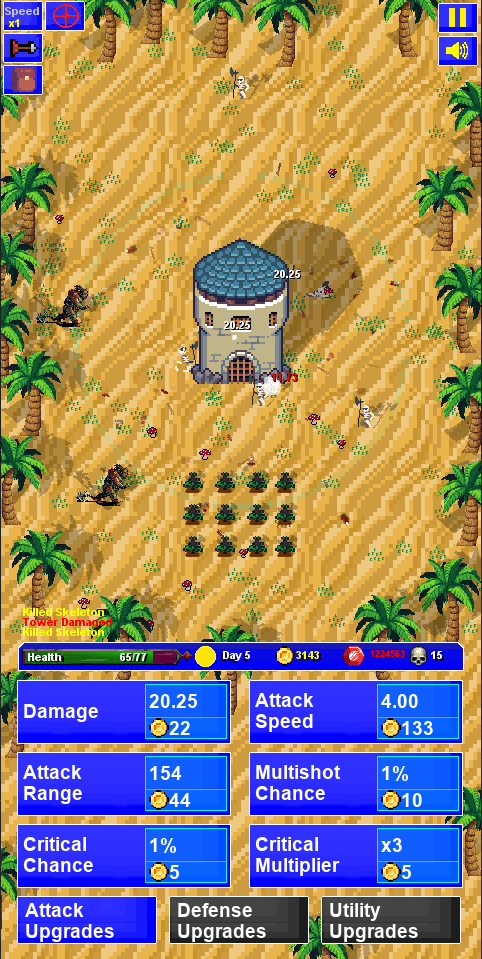 Speed
x1
20.25
20.25
11.73
Killed Skeleton
Tower Damaged
Killed Skeleton
Health 65/77 Day 5 3143 1224563 15
Damage 20.25 22
Attack Speed 4.00 133
Attack Range 154 44
Multishot Chance 1% 10
Critical Chance 1% 5
Critical Multiplier x3 5
Attack Upgrades
Defense Upgrades
Utility Upgrades